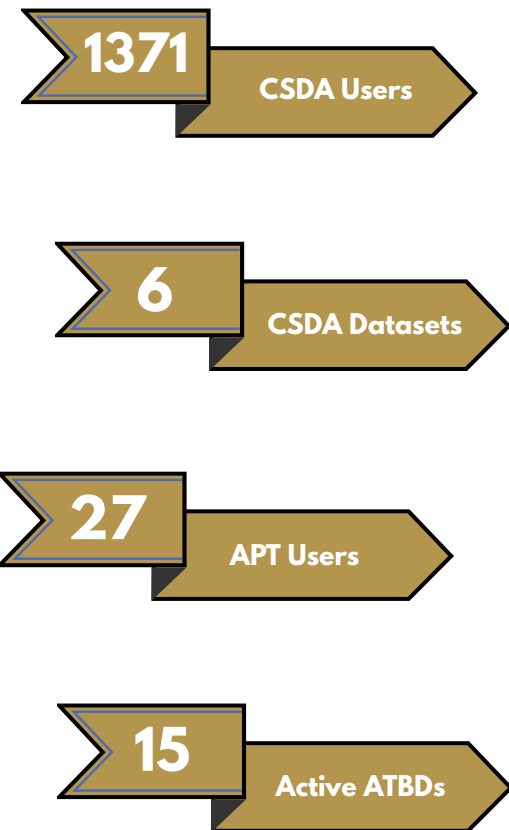 1371
CSDA Users
6
CSDA Datasets
27
APT Users
15
Active ATBDs